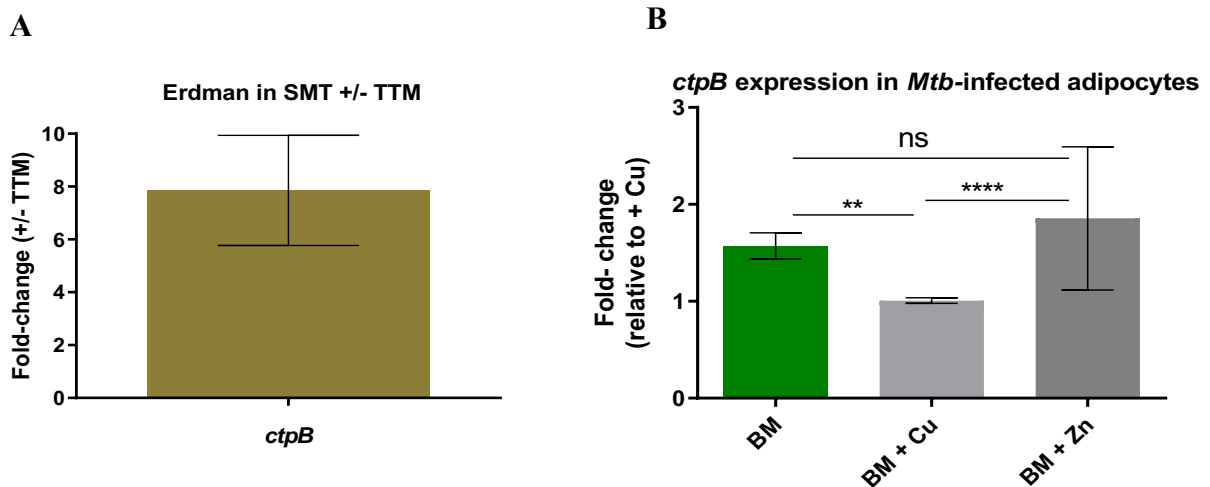 A
Erdman in SMT +/- TTM
Fold-change (+/- TTM)
10
8
6
4
2
0
ctpB
B
ctpB expression in Mtb-infected adipocytes
Fold- change
(relative to + Cu)
3
2
1
0
ns
**
****
BM
BM + Cu
BM + Zn